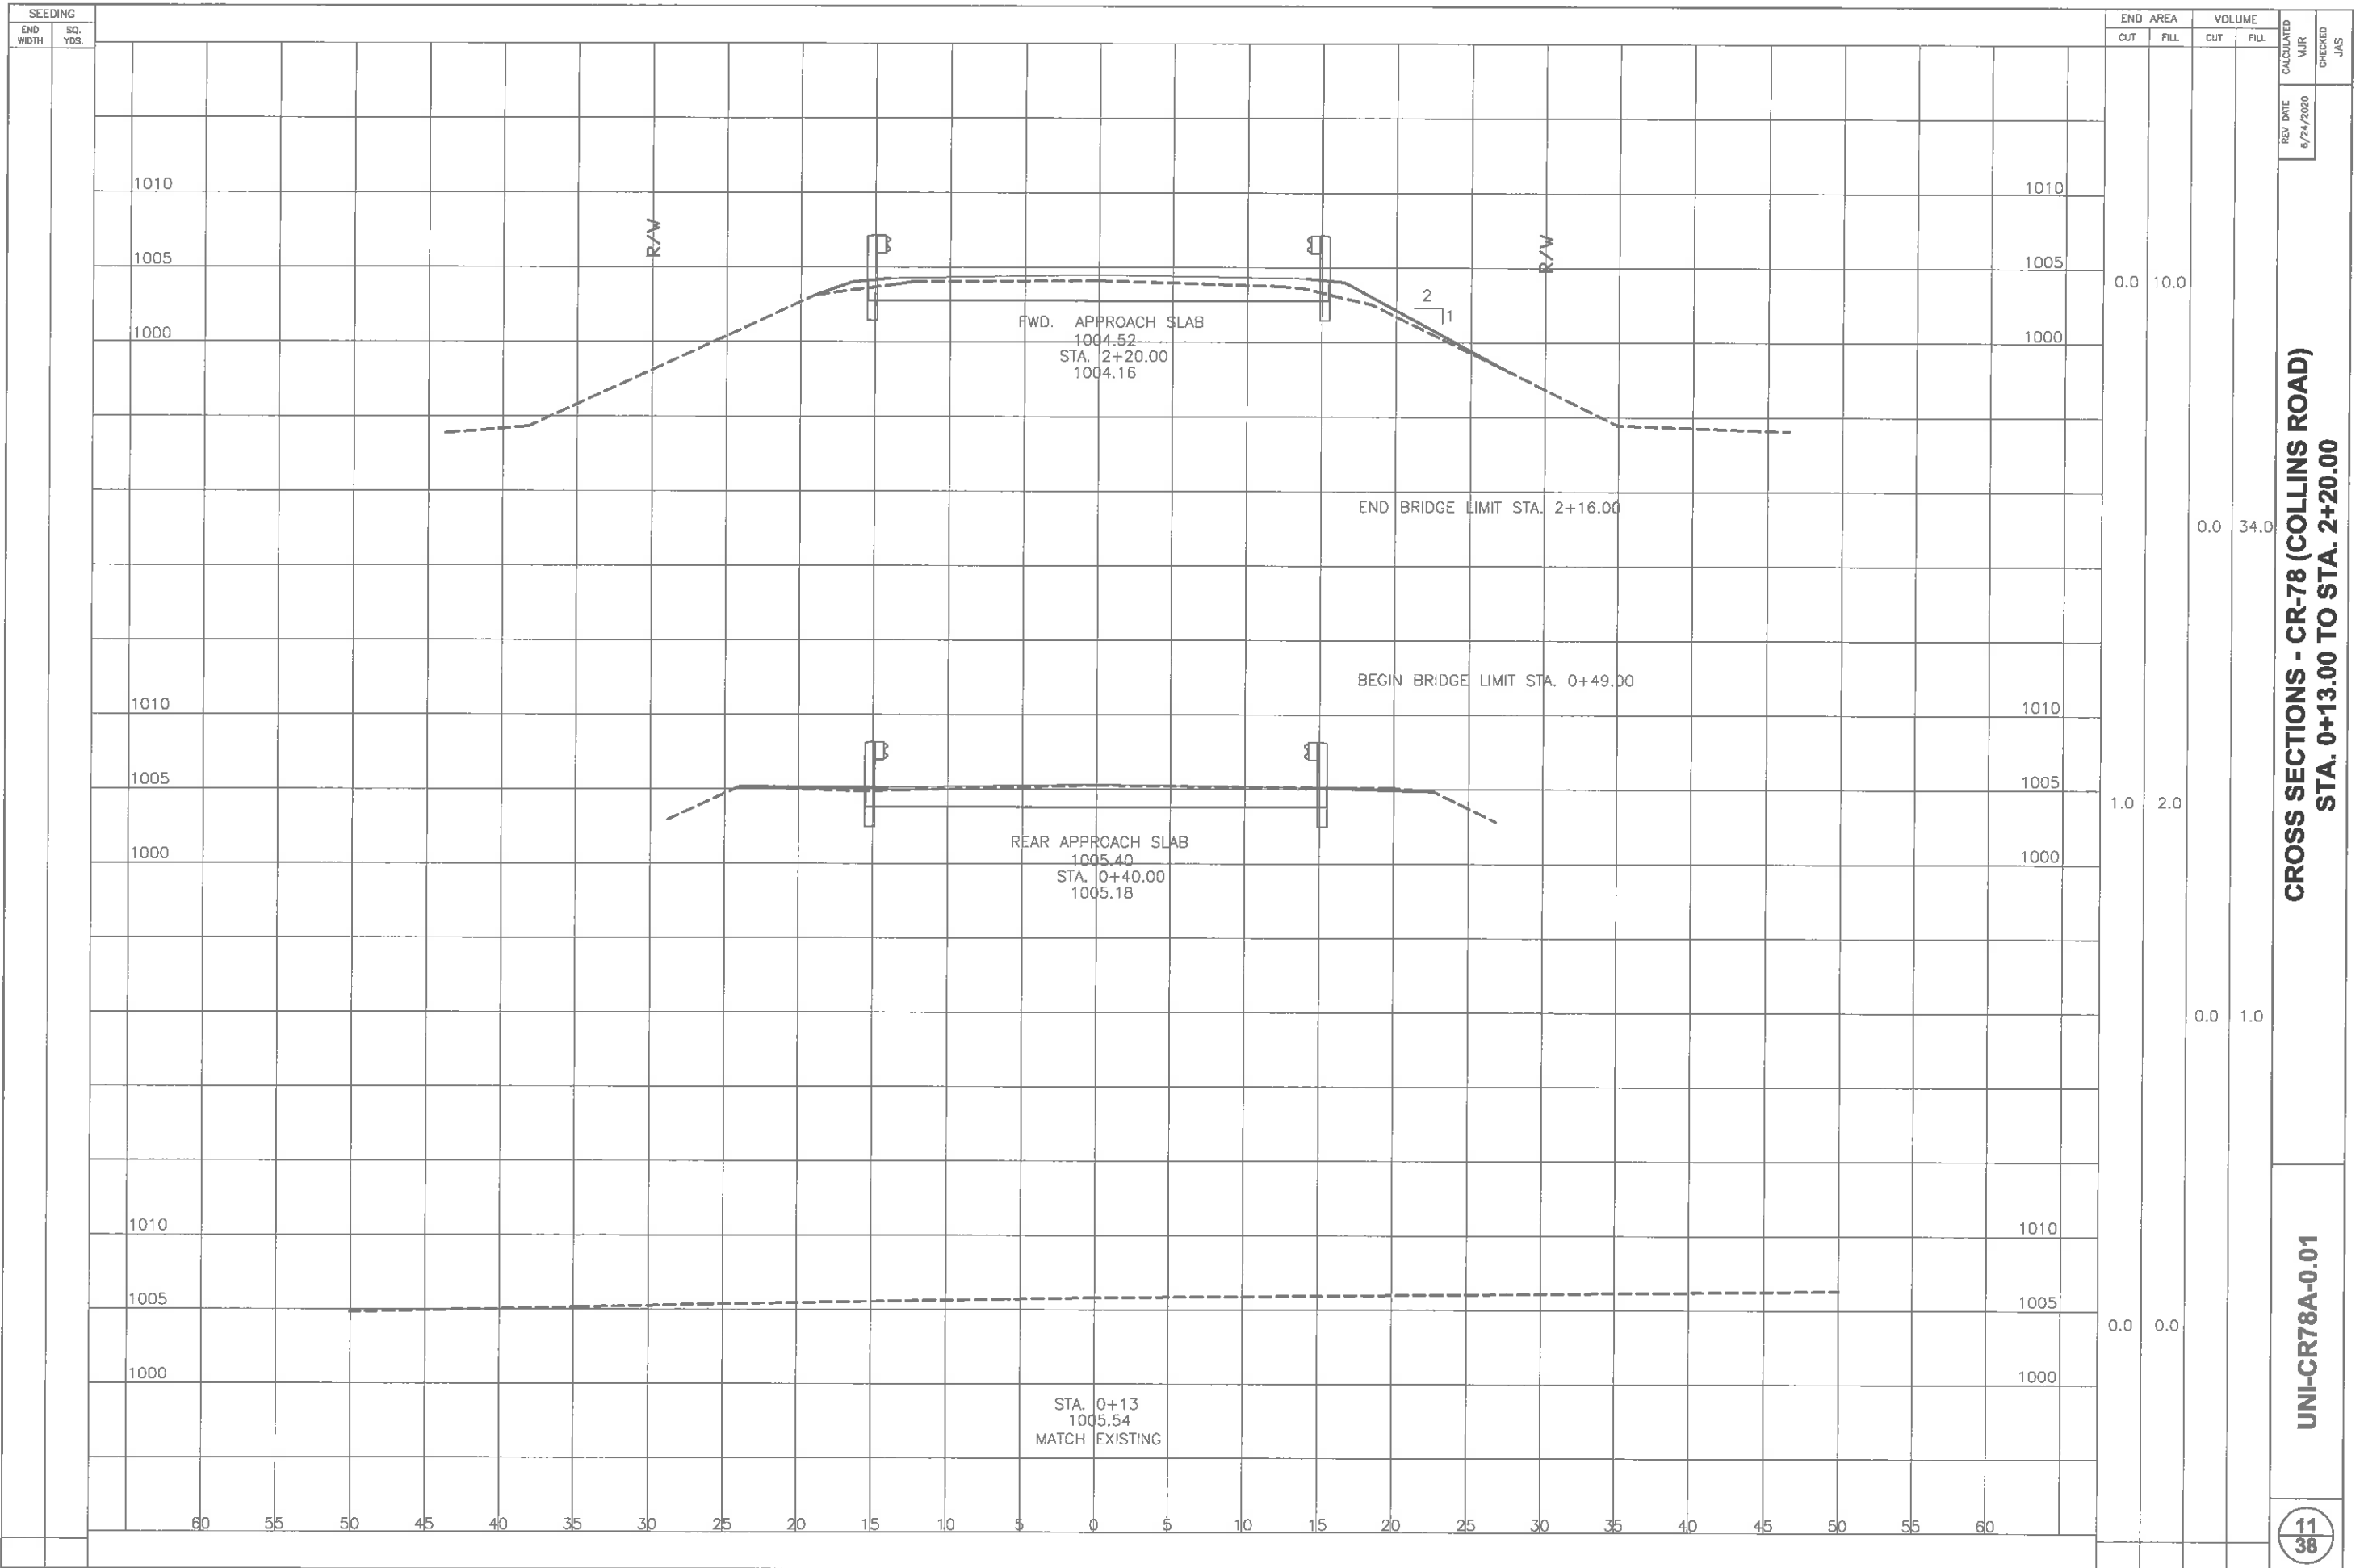 SEEDING
END WIDTH
SQ. YDS.
END AREA
VOLUME
CUT
FILL
CUT
FILL
CALCULATED
MJR
CHECKED
JAS
REV DATE
6/24/2020
1010
1010
R/W
R/W
1005
1005
0.0
10.0
2
1
1000
1000
FWD. APPROACH SLAB
1004.52
STA. 2+20.00
1004.16
END BRIDGE LIMIT STA. 2+16.00
0.0
34.0
BEGIN BRIDGE LIMIT STA. 0+49.00
1010
1010
1005
1005
1.0
2.0
1000
1000
REAR APPROACH SLAB
1005.40
STA. 0+40.00
1005.18
0.0
1.0
1010
1010
1005
1005
0.0
0.0
1000
1000
STA. 0+13
1005.54
MATCH EXISTING
60 55 50 45 40 35 30 25 20 15 10 5 0 5 10 15 20 25 30 35 40 45 50 55 60
CROSS SECTIONS - CR-78 (COLLINS ROAD)
STA. 0+13.00 TO STA. 2+20.00
UNI-CR78A-0.01
11
38